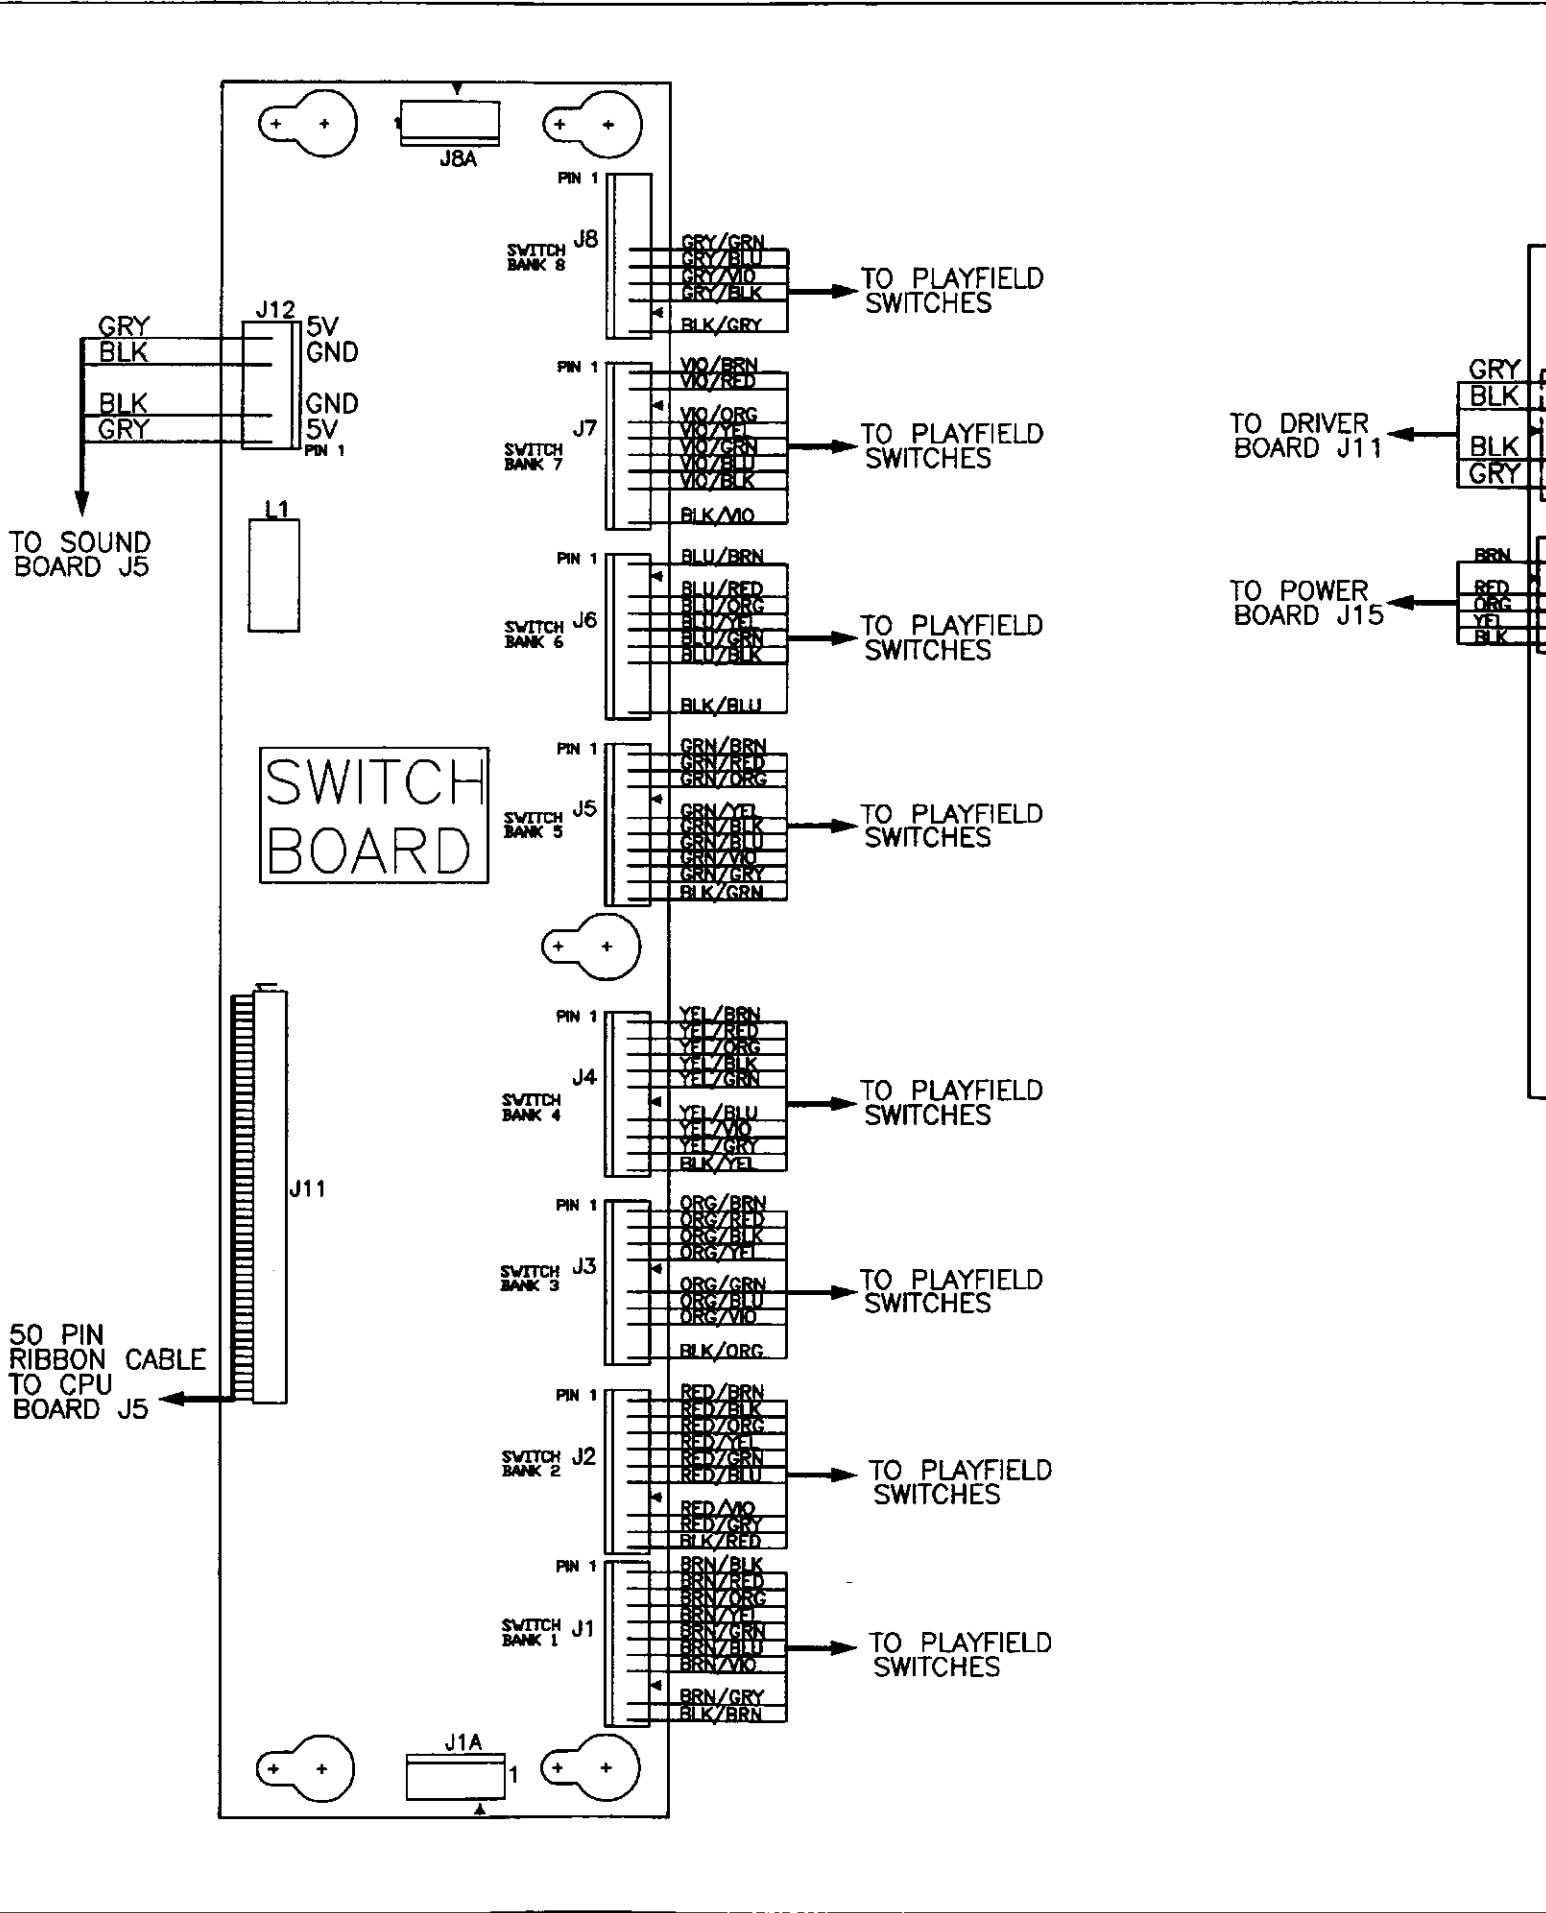 1
J8A
PIN 1
J8
SWITCH
BANK 8
GRY/GRN
GRY/BLU
GRY/VIO
GRY/BLK
BLK/GRY
TO PLAYFIELD
SWITCHES
J12
GRY
5V
BLK
GND
BLK
GND
GRY
5V
PIN 1
TO SOUND
BOARD J5
L1
PIN 1
J7
SWITCH
BANK 7
VIO/BRN
VIO/RED
VIO/ORG
VIO/YEL
VIO/GRN
VIO/BLU
VIO/BLK
BLK/VIO
TO PLAYFIELD
SWITCHES
PIN 1
J6
SWITCH
BANK 6
BLU/BRN
BLU/RED
BLU/ORG
BLU/YEL
BLU/GRN
BLU/BLK
BLK/BLU
TO PLAYFIELD
SWITCHES
SWITCH
BOARD
PIN 1
J5
SWITCH
BANK 5
GRN/BRN
GRN/RED
GRN/ORG
GRN/YEL
GRN/BLK
GRN/BLU
GRN/VIO
GRN/GRY
BLK/GRN
TO PLAYFIELD
SWITCHES
PIN 1
J4
SWITCH
BANK 4
YEL/BRN
YEL/RED
YEL/ORG
YEL/BLK
YEL/GRN
YEL/BLU
YEL/VIO
YEL/GRY
BLK/YEL
TO PLAYFIELD
SWITCHES
1
J11
50 PIN
RIBBON CABLE
TO CPU
BOARD J5
PIN 1
J3
SWITCH
BANK 3
ORG/BRN
ORG/RED
ORG/BLK
ORG/YEL
ORG/GRN
ORG/BLU
ORG/VIO
BLK/ORG
TO PLAYFIELD
SWITCHES
PIN 1
J2
SWITCH
BANK 2
RED/BRN
RED/BLK
RED/ORG
RED/YEL
RED/GRN
RED/BLU
RED/VIO
RED/GRY
BLK/RED
TO PLAYFIELD
SWITCHES
PIN 1
J1
SWITCH
BANK 1
BRN/BLK
BRN/RED
BRN/ORG
BRN/YEL
BRN/GRN
BRN/BLU
BRN/VIO
BRN/GRY
BLK/BRN
TO PLAYFIELD
SWITCHES
J1A
1
GRY
BLK
BLK
GRY
TO DRIVER
BOARD J11
BRN
RED
ORG
YEL
BLK
TO POWER
BOARD J15